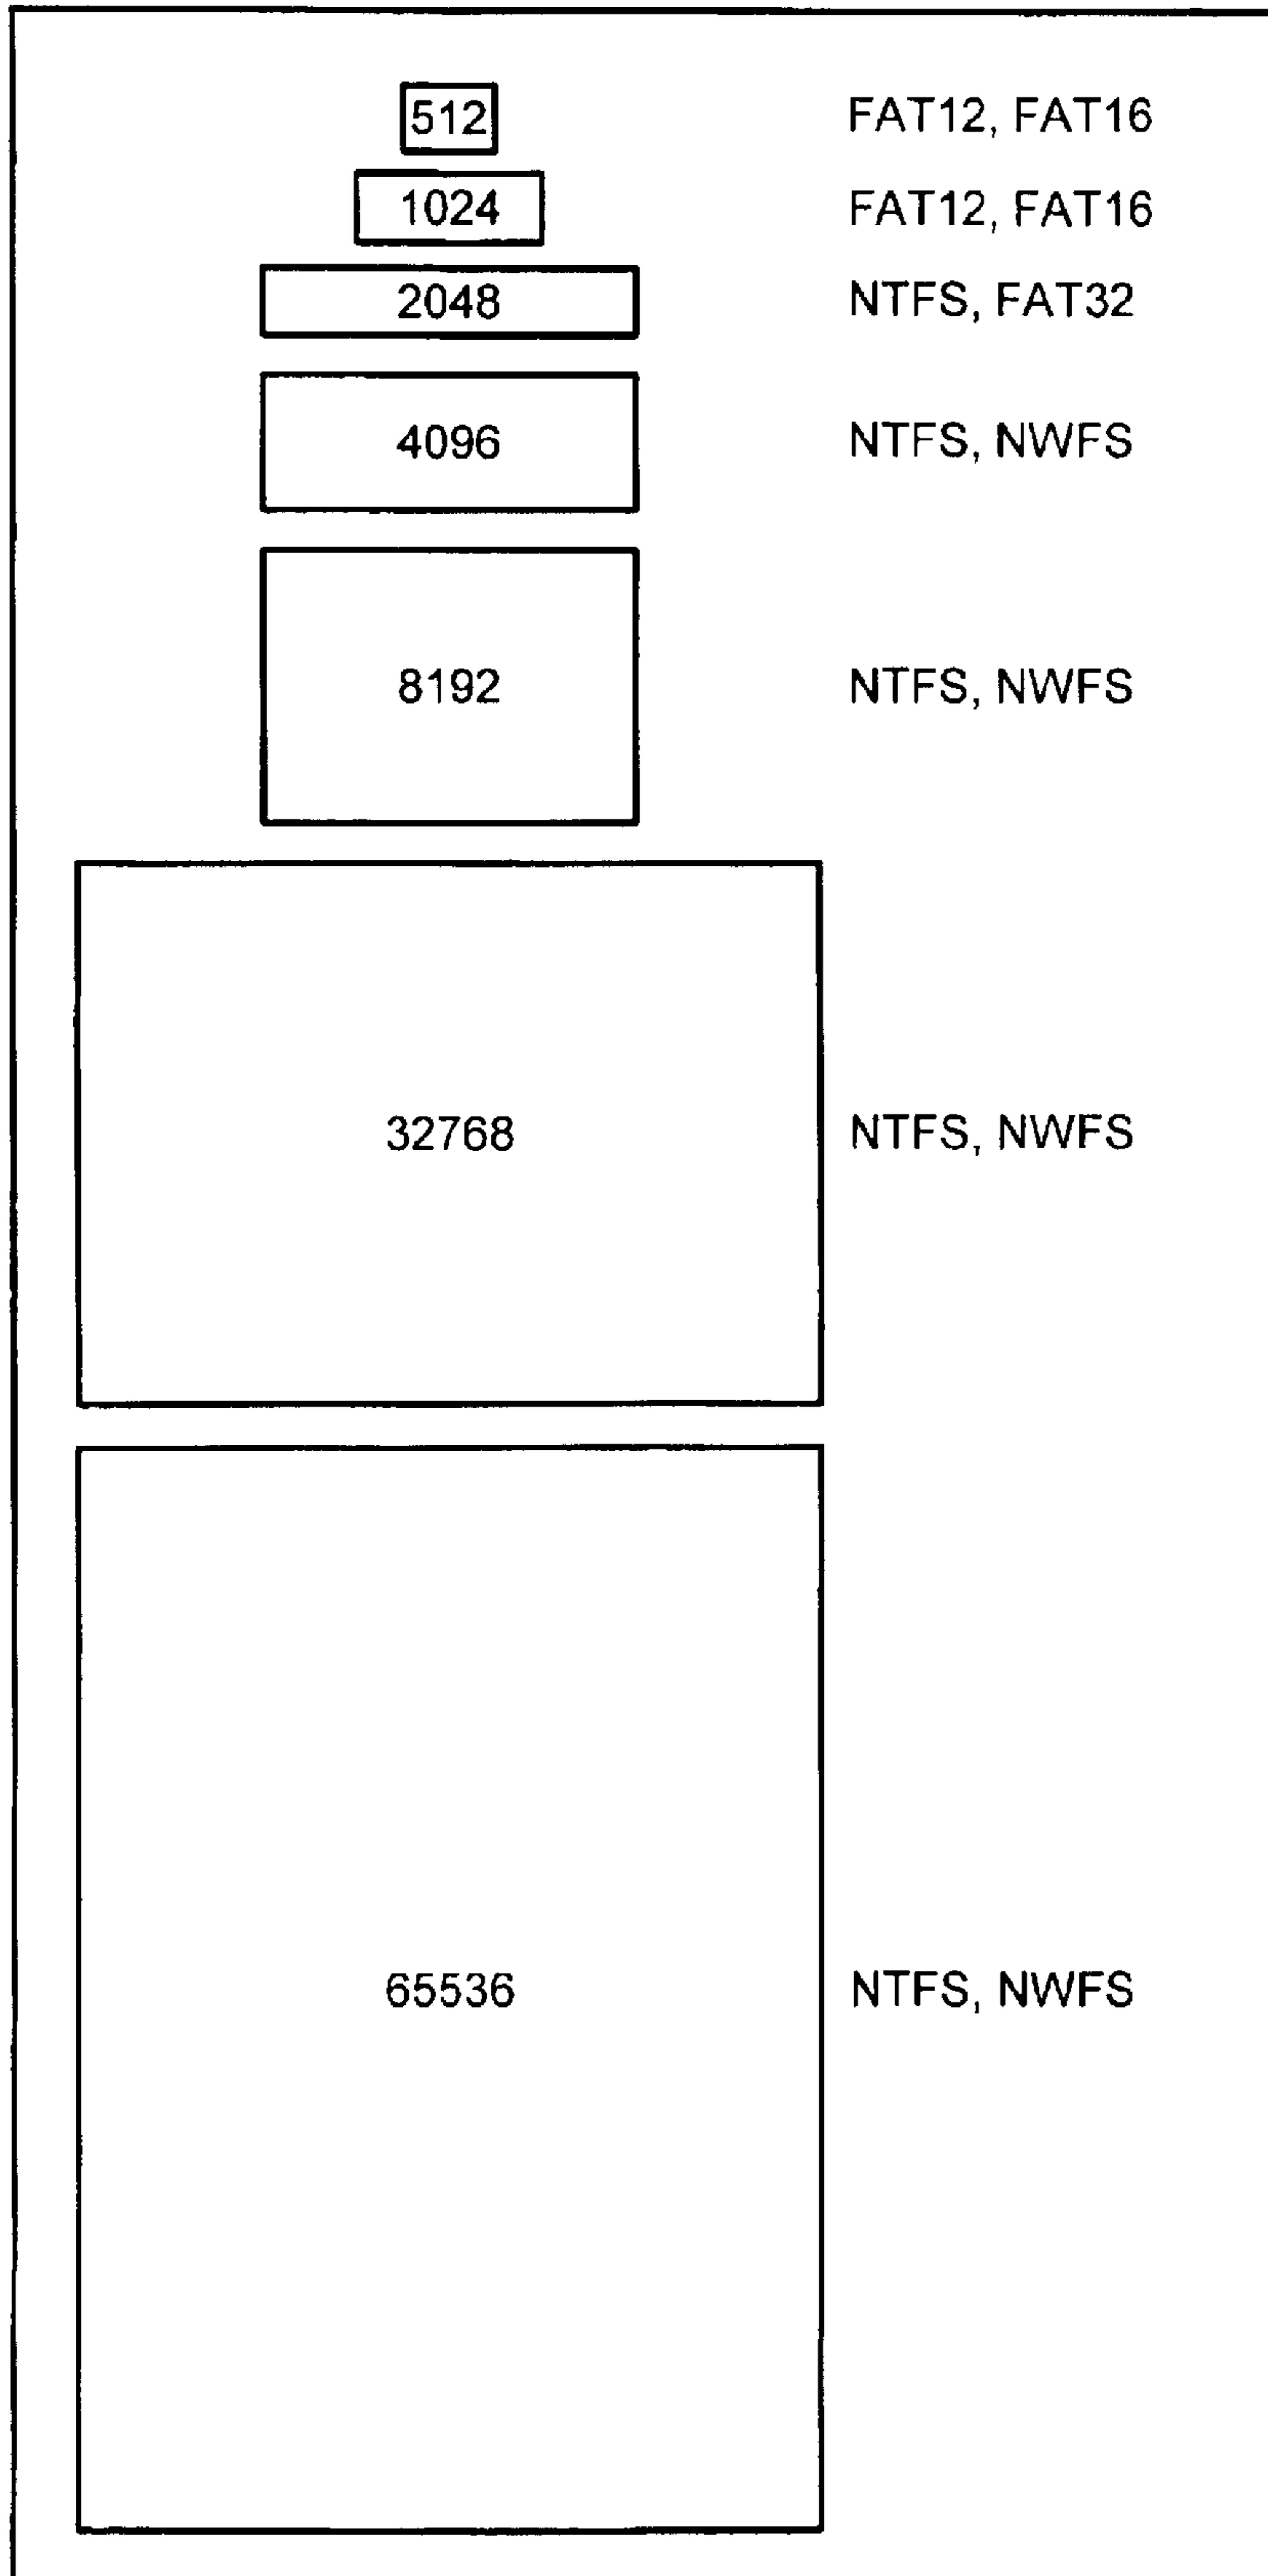 512 FAT12, FAT16
1024 FAT12, FAT16
2048 NTFS, FAT32
4096 NTFS, NWFS
8192 NTFS, NWFS
32768 NTFS, NWFS
65536 NTFS, NWFS